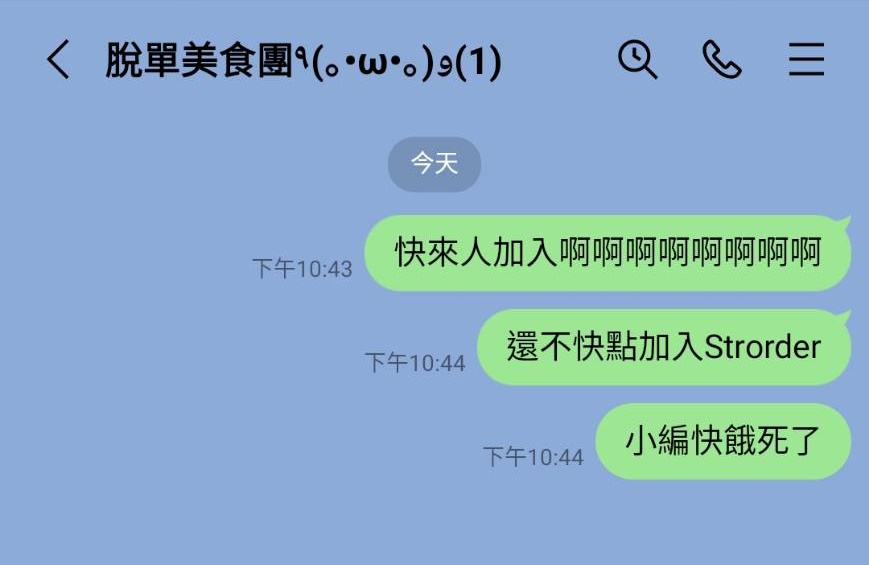 脫單美食團٩(｡•ω•｡)و(1)
今天
快來人加入啊啊啊啊啊啊啊啊
下午10:43
還不快點加入Strorder
下午10:44
小編快餓死了
下午10:44